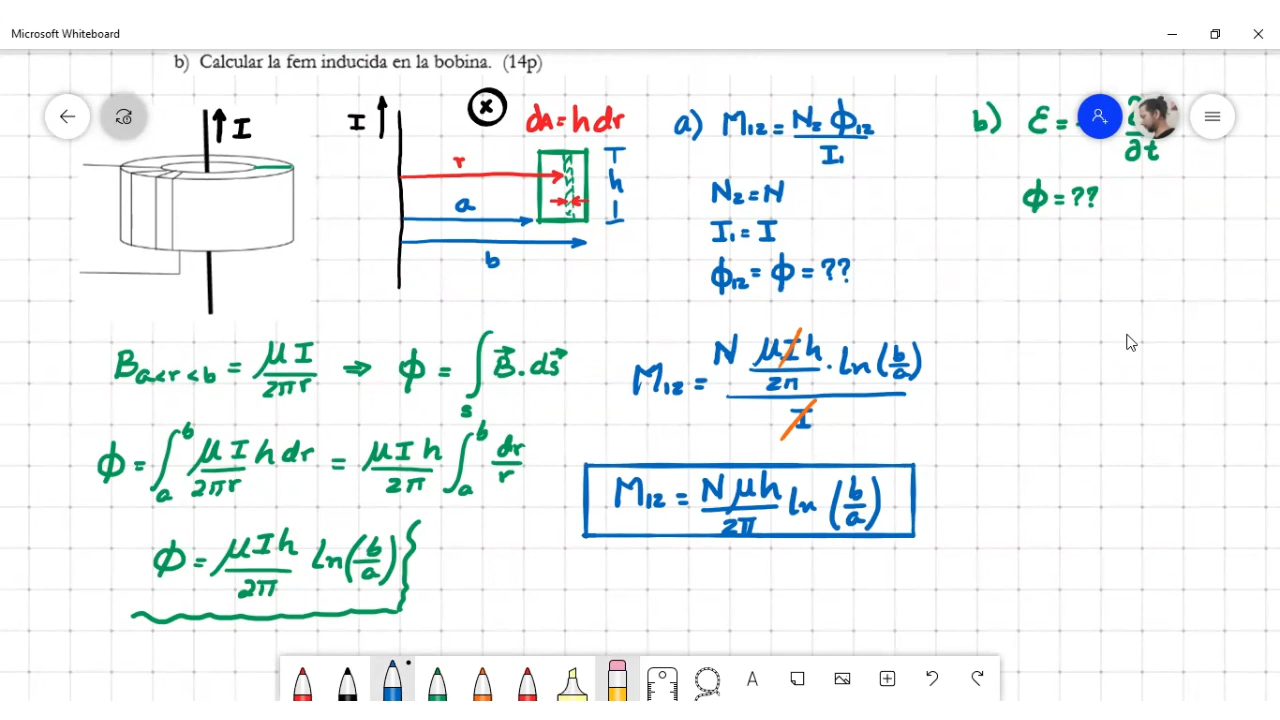 Microsoft Whiteboard
b) Calcular la fem inducida en la bobina. (14p)
I
I
dA = h dr
r
a
b
h
a) M₁₂ = N₂ Φ₁₂ / I₁
N₂ = N
I₁ = I
Φ₁₂ = Φ = ??
b) ε = ∂t
Φ = ??
B a<r<b = μI / 2πr ⇒ Φ = ∫s B⃗ . ds⃗
Φ = ∫ₐᵇ μI / 2πr h dr = μIh / 2π ∫ₐᵇ dr / r
Φ = μIh / 2π ln(b/a)
M₁₂ = N μIh / 2π . ln(b/a) / I
M₁₂ = Nμh / 2π ln(b/a)
A